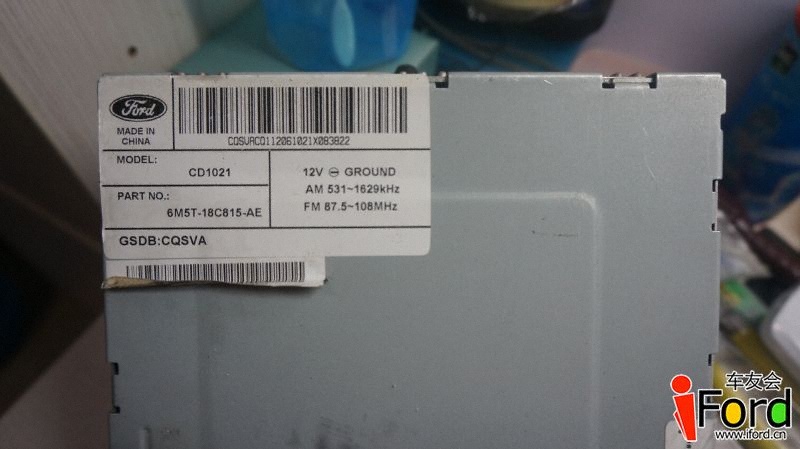 Ford
MADE IN
CHINA
CQSVRCQ112061021X083822
MODEL:
CD1021
PART NO.:
6M5T-18C815-AE
12V ⊖ GROUND
AM 531~1629kHz
FM 87.5~108MHz
GSDB:CQSVA
车友会
iFord
www.iford.cn